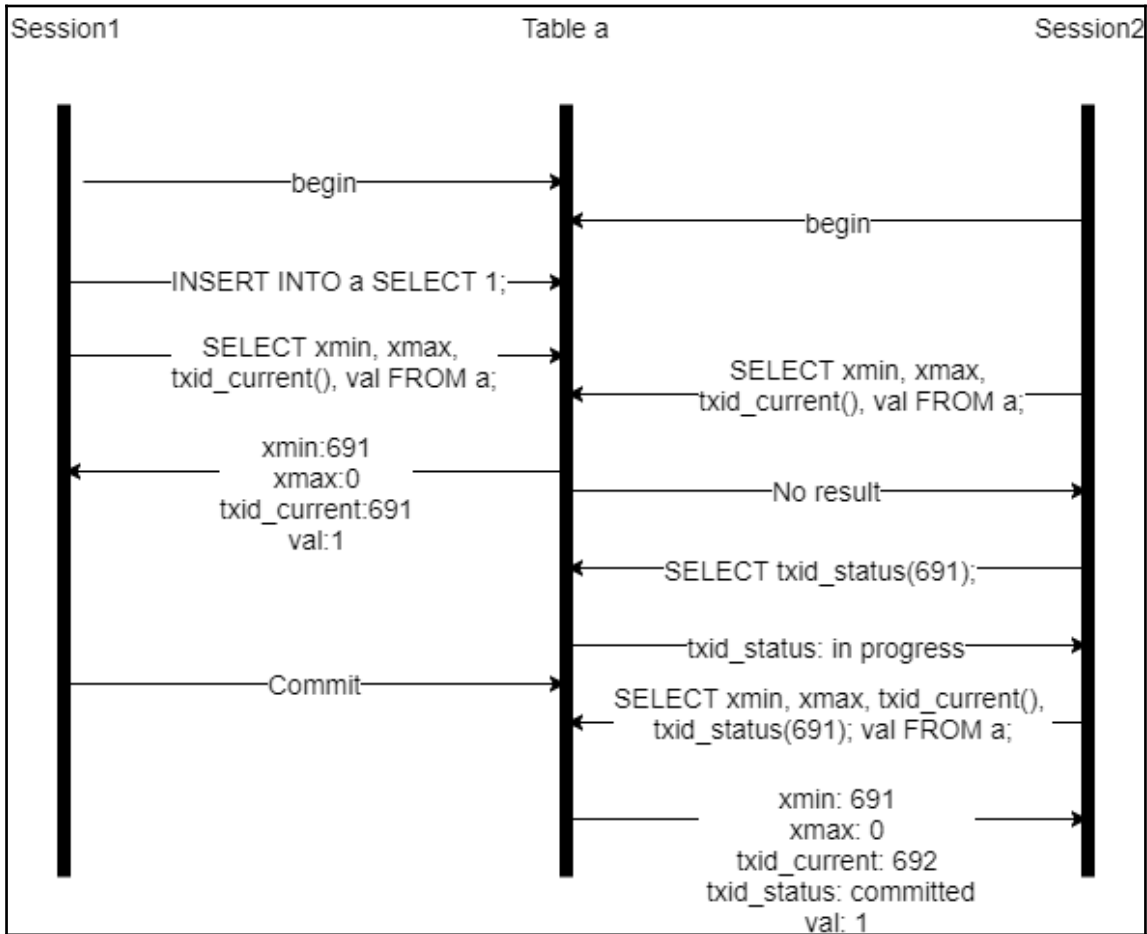 Session1
Table a
Session2
begin
begin
INSERT INTO a SELECT 1;
SELECT xmin, xmax,
txid_current(), val FROM a;
SELECT xmin, xmax,
txid_current(), val FROM a;
xmin:691
xmax:0
txid_current:691
val:1
No result
SELECT txid_status(691);
txid_status: in progress
Commit
SELECT xmin, xmax, txid_current(),
txid_status(691); val FROM a;
xmin: 691
xmax: 0
txid_current: 692
txid_status: committed
val: 1